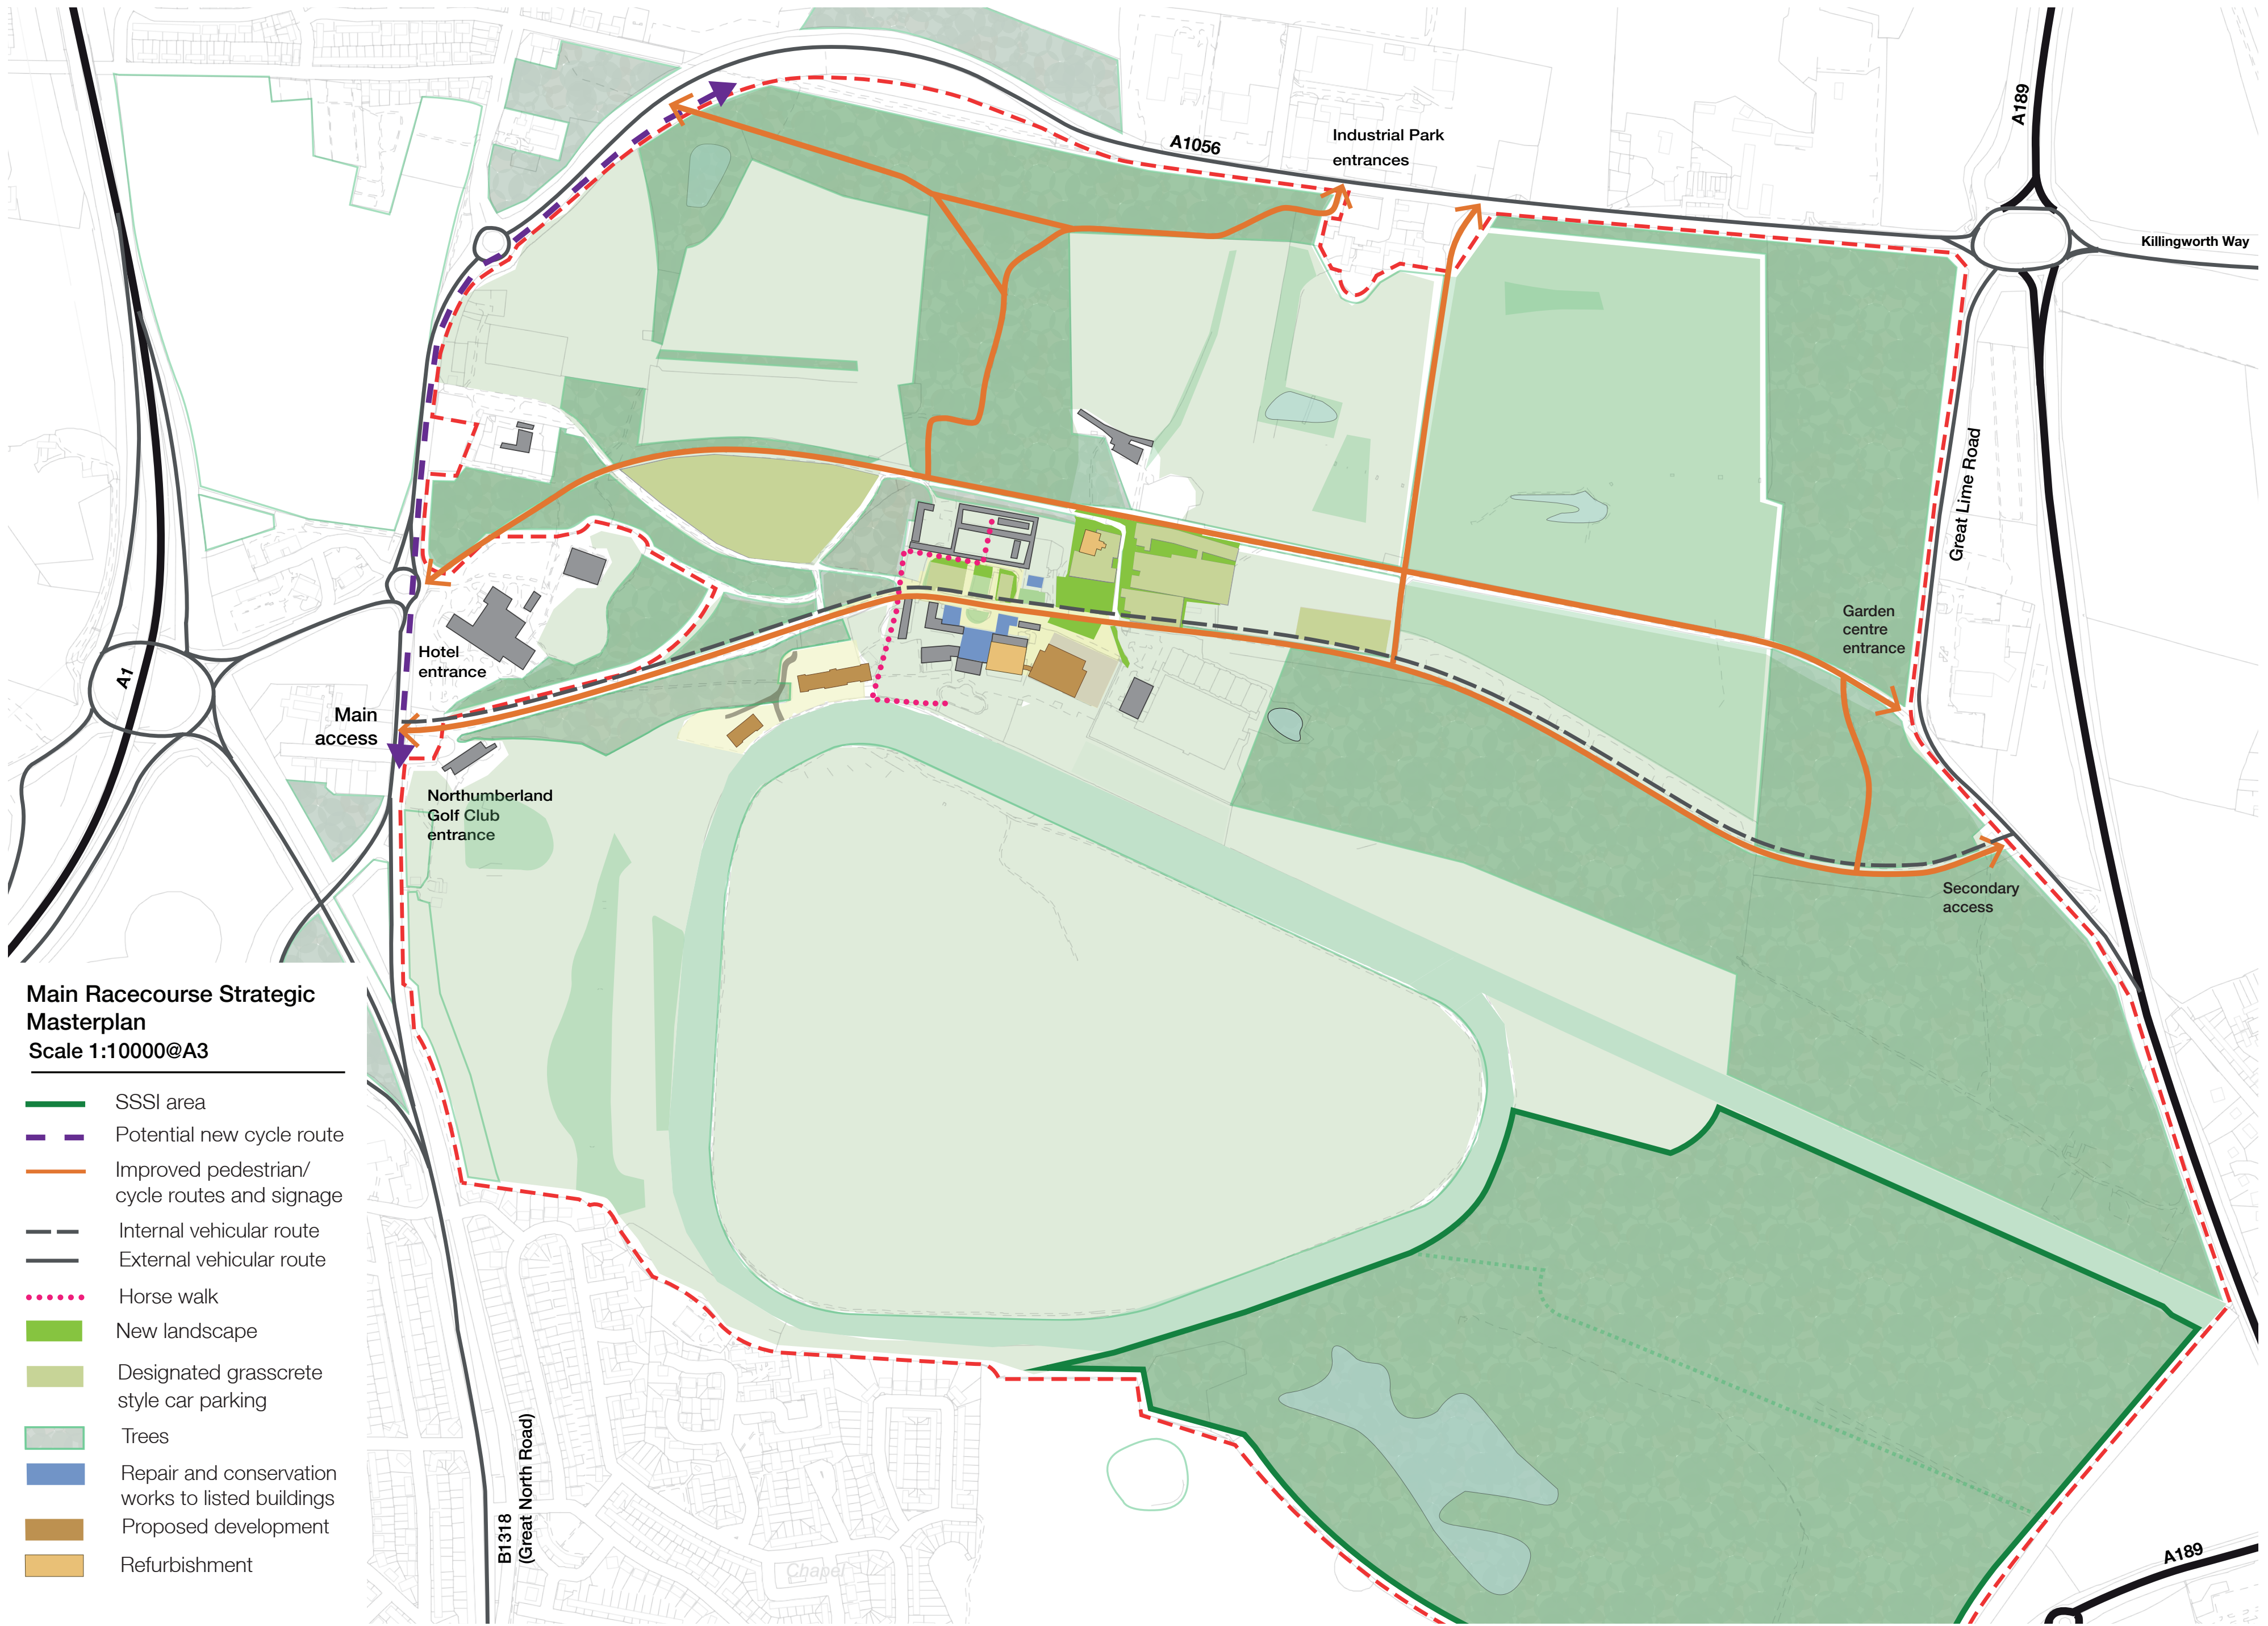 A1056
Industrial Park
entrances
A189
Killingworth Way
Great Lime Road
Garden
centre
entrance
A1
Hotel
entrance
Main
access
Northumberland
Golf Club
entrance
Secondary
access
Main Racecourse Strategic
Masterplan
Scale 1:10000@A3
SSSI area
Potential new cycle route
Improved pedestrian/
cycle routes and signage
Internal vehicular route
External vehicular route
Horse walk
New landscape
Designated grasscrete
style car parking
Trees
Repair and conservation
works to listed buildings
Proposed development
Refurbishment
B1318
(Great North Road)
Chapel
A189